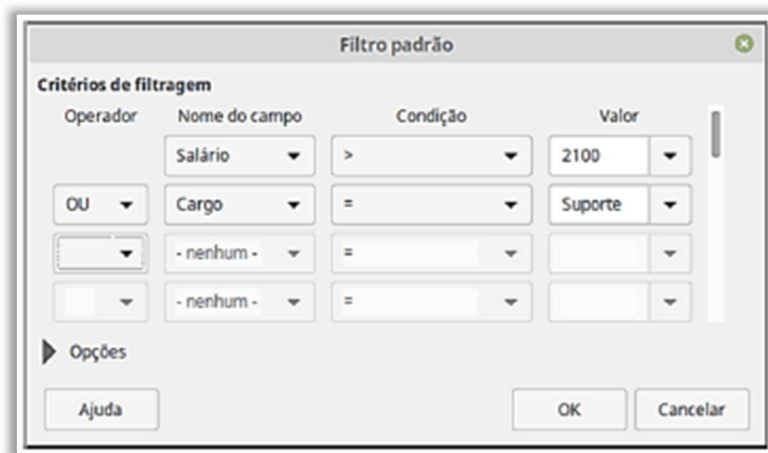 Filtro padrão
Critérios de filtragem
Operador Nome do campo Condição Valor
Salário > 2100
OU Cargo = Suporte
- nenhum - =
- nenhum - =
Opções
Ajuda OK Cancelar